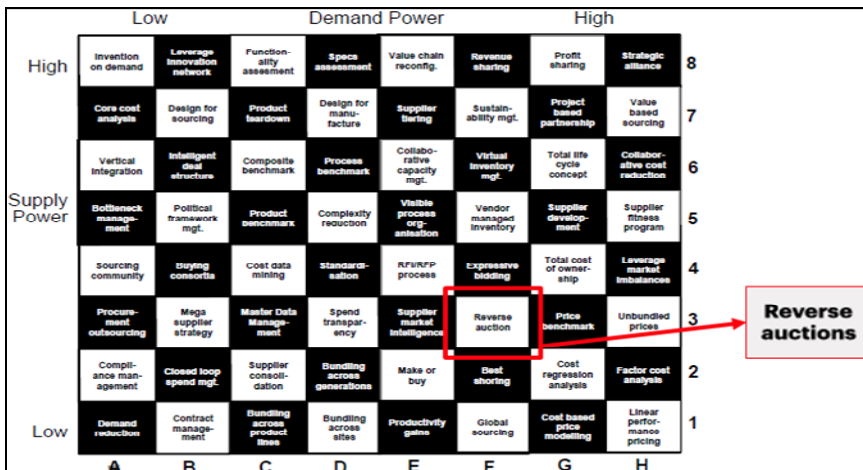 Low Demand Power High
High
Invention
on demand
Leverage
Innovation
network
Function-
ality
assesment
Specs
assessment
Value chain
reconfig.
Revenue
sharing
Profit
sharing
Strategic
alliance
8
Core cost
analysis
Design for
sourcing
Product
teardown
Design for
manu-
facture
Supplier
tiering
Sustain-
ability mgt.
Project
based
partnership
Value
based
sourcing
7
Vertical
integration
Intelligent
deal
structure
Composite
benchmark
Process
benchmark
Collabo-
rative
capacity
mgt.
Virtual
Inventory
mgt.
Total life
cycle
concept
Collabor-
ative cost
reduction
6
Supply
Power
Bottleneck
manage-
ment
Political
framework
mgt.
Product
benchmark
Complexity
reduction
Visible
process
org-
anisation
Vendor
managed
inventory
Supplier
develop-
ment
Supplier
fitness
program
5
Sourcing
community
Buying
consortia
Cost data
mining
Standardi-
sation
RFI/RFP
process
Expressive
bidding
Total cost
of owner-
ship
Leverage
market
imbalances
4
Procure-
ment
outsourcing
Mega
supplier
strategy
Master Data
Manage-
ment
Spend
transpar-
ency
Supplier
market
intelligence
Reverse
auction
Price
benchmark
Unbundled
prices
3
Reverse
auctions
Compli-
ance man-
agement
Closed loop
spend mgt.
Supplier
consoli-
dation
Bundling
across
generations
Make or
buy
Best
shoring
Cost
regression
analysis
Factor cost
analysis
2
Low
Demand
reduction
Contract
manage-
ment
Bundling
across
product
lines
Bundling
across
sites
Productivity
gains
Global
sourcing
Cost based
price
modelling
Linear
perfor-
mance
pricing
1
A B C D E F G H